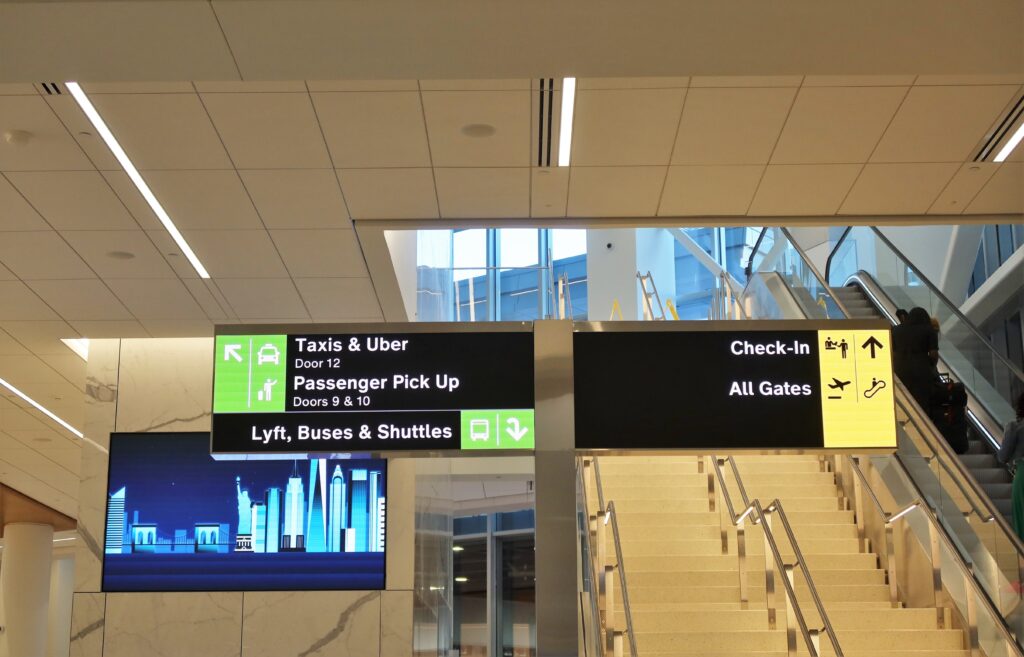 Taxis & Uber
Door 12
Passenger Pick Up
Doors 9 & 10
Lyft, Buses & Shuttles
Check-In
All Gates